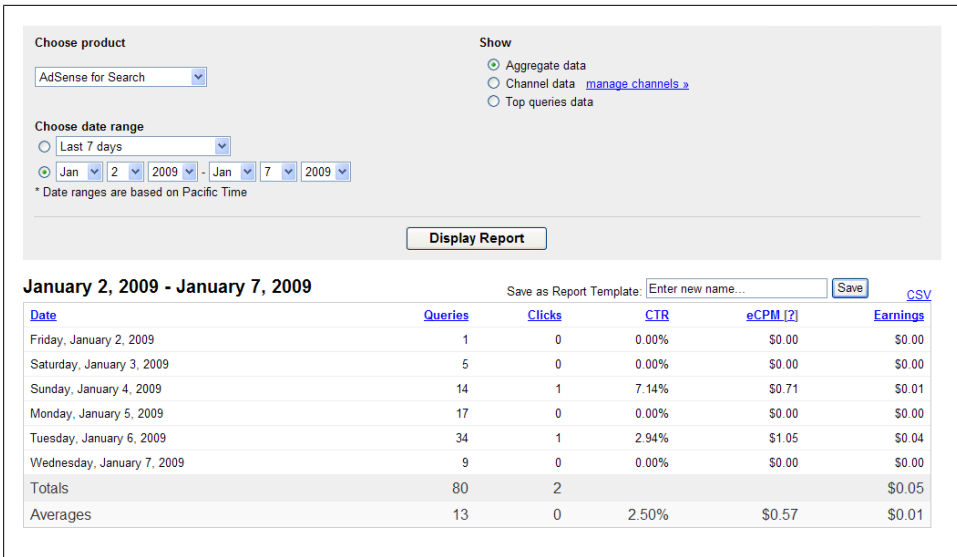 Choose product
Show
AdSense for Search
Aggregate data
Channel data manage channels »
Top queries data
Choose date range
Last 7 days
Jan 2 2009 - Jan 7 2009
* Date ranges are based on Pacific Time
Display Report
January 2, 2009 - January 7, 2009
Save as Report Template: Enter new name... Save CSV
Date Queries Clicks CTR eCPM [?] Earnings
Friday, January 2, 2009 1 0 0.00% $0.00 $0.00
Saturday, January 3, 2009 5 0 0.00% $0.00 $0.00
Sunday, January 4, 2009 14 1 7.14% $0.71 $0.01
Monday, January 5, 2009 17 0 0.00% $0.00 $0.00
Tuesday, January 6, 2009 34 1 2.94% $1.05 $0.04
Wednesday, January 7, 2009 9 0 0.00% $0.00 $0.00
Totals 80 2 $0.05
Averages 13 0 2.50% $0.57 $0.01